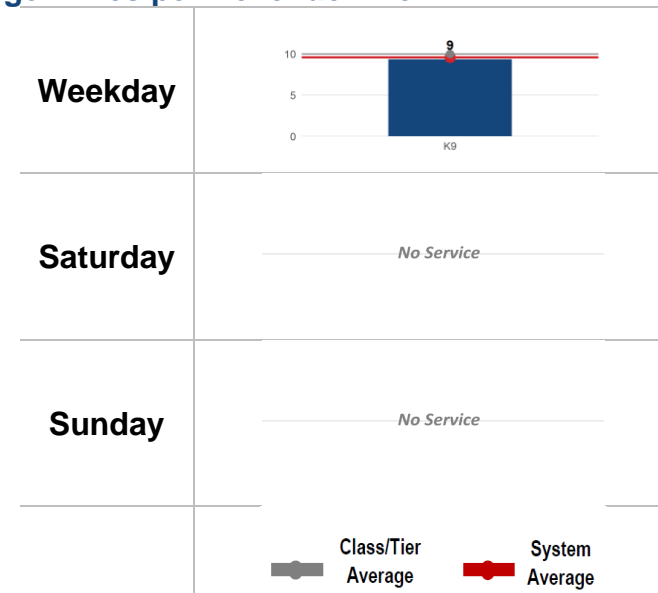 Weekday
9
10
5
0
K9
Saturday
No Service
Sunday
No Service
Class/Tier
Average
System
Average